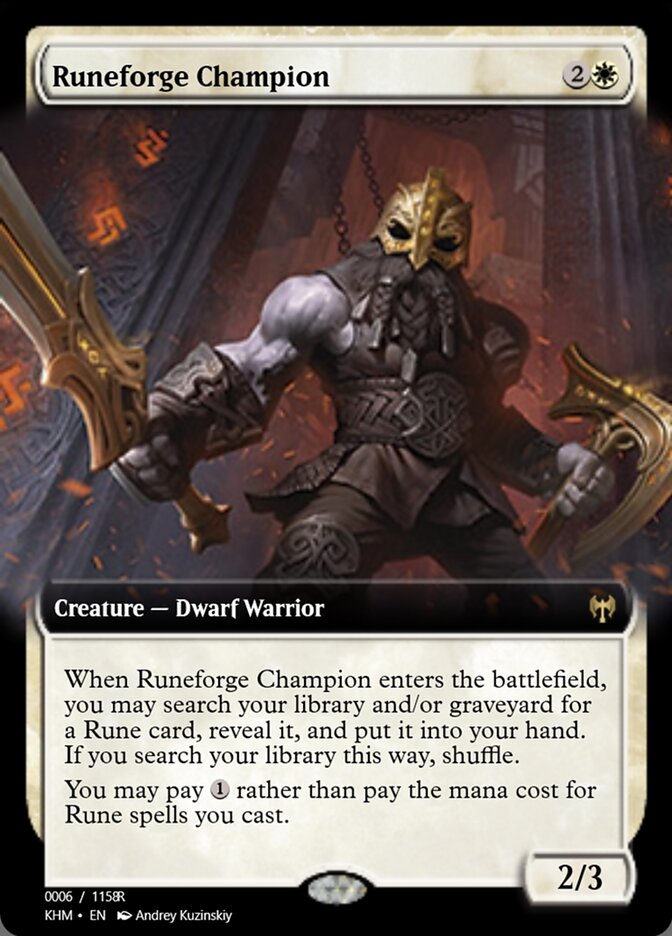 Runeforge Champion 2
Creature — Dwarf Warrior
When Runeforge Champion enters the battlefield,
you may search your library and/or graveyard for
a Rune card, reveal it, and put it into your hand.
If you search your library this way, shuffle.
You may pay 1 rather than pay the mana cost for
Rune spells you cast.
2/3
0006 / 1158R
KHM • EN Andrey Kuzinskiy